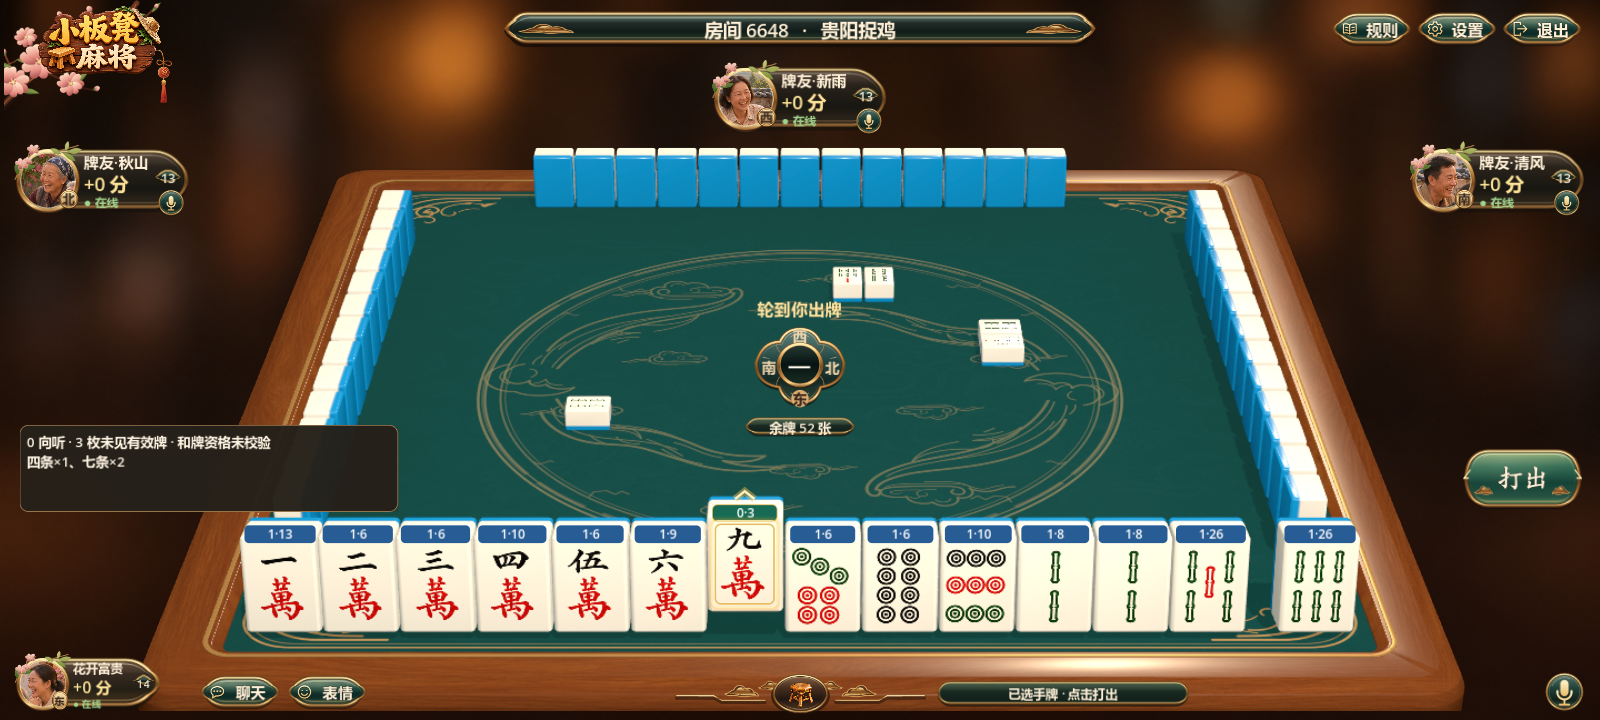 小板凳
麻将
房间 6648 · 贵阳捉鸡
规则
设置
退出
牌友·新雨
+0 分
13
西
在线
牌友·秋山
+0 分
13
北
在线
牌友·清风
+0 分
13
南
在线
轮到你出牌
西
南
北
东
余牌 52 张
0 向听 · 3 枚未见有效牌 · 和牌资格未校验
四条×1、七条×2
打出
1·13
1·6
1·6
1·10
1·6
1·9
0·3
1·6
1·6
1·10
1·8
1·8
1·26
1·26
一萬
二萬
三萬
四萬
伍萬
六萬
九萬
花开富贵
+0 分
14
东
在线
聊天
表情
已选手牌 · 点击打出